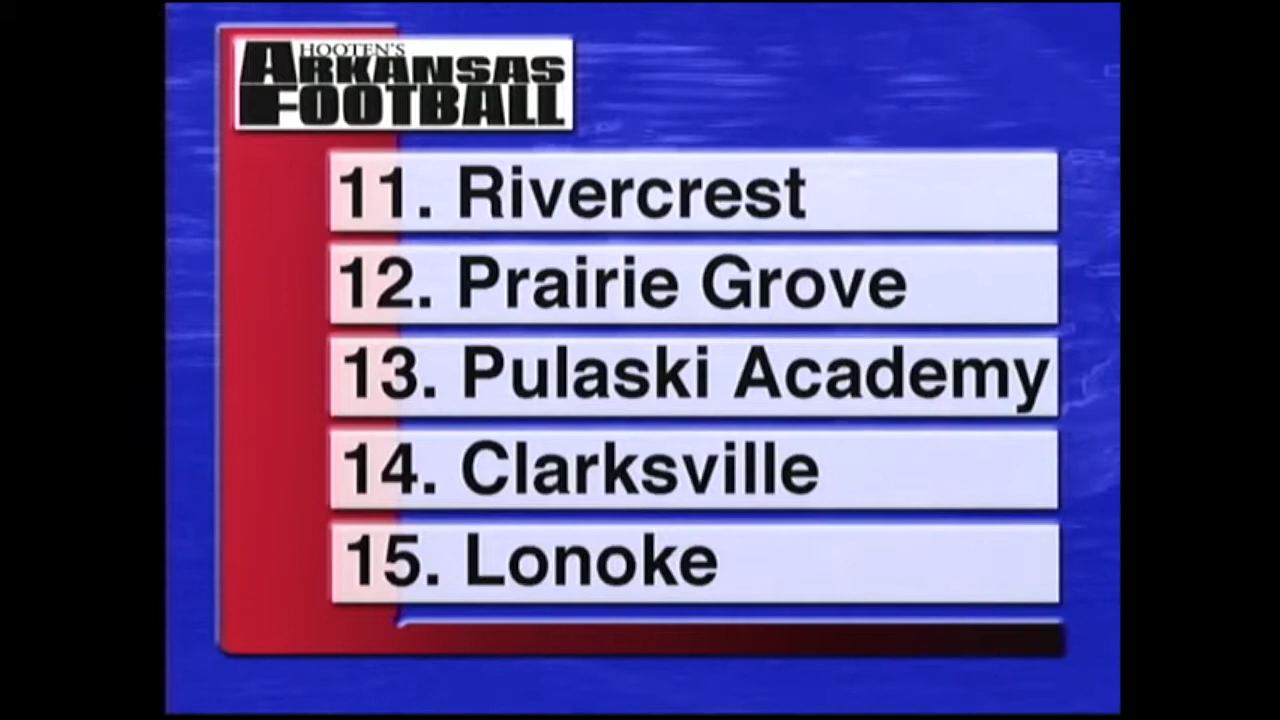 HOOTEN'S
ARKANSAS
FOOTBALL
11. Rivercrest
12. Prairie Grove
13. Pulaski Academy
14. Clarksville
15. Lonoke